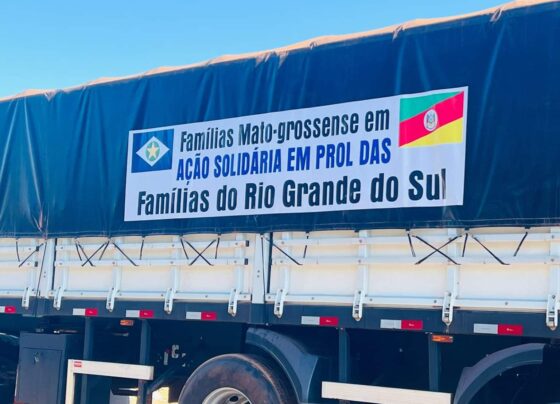 Famílias Mato-grossense em
AÇÃO SOLIDÁRIA EM PROL DAS
Famílias do Rio Grande do Sul